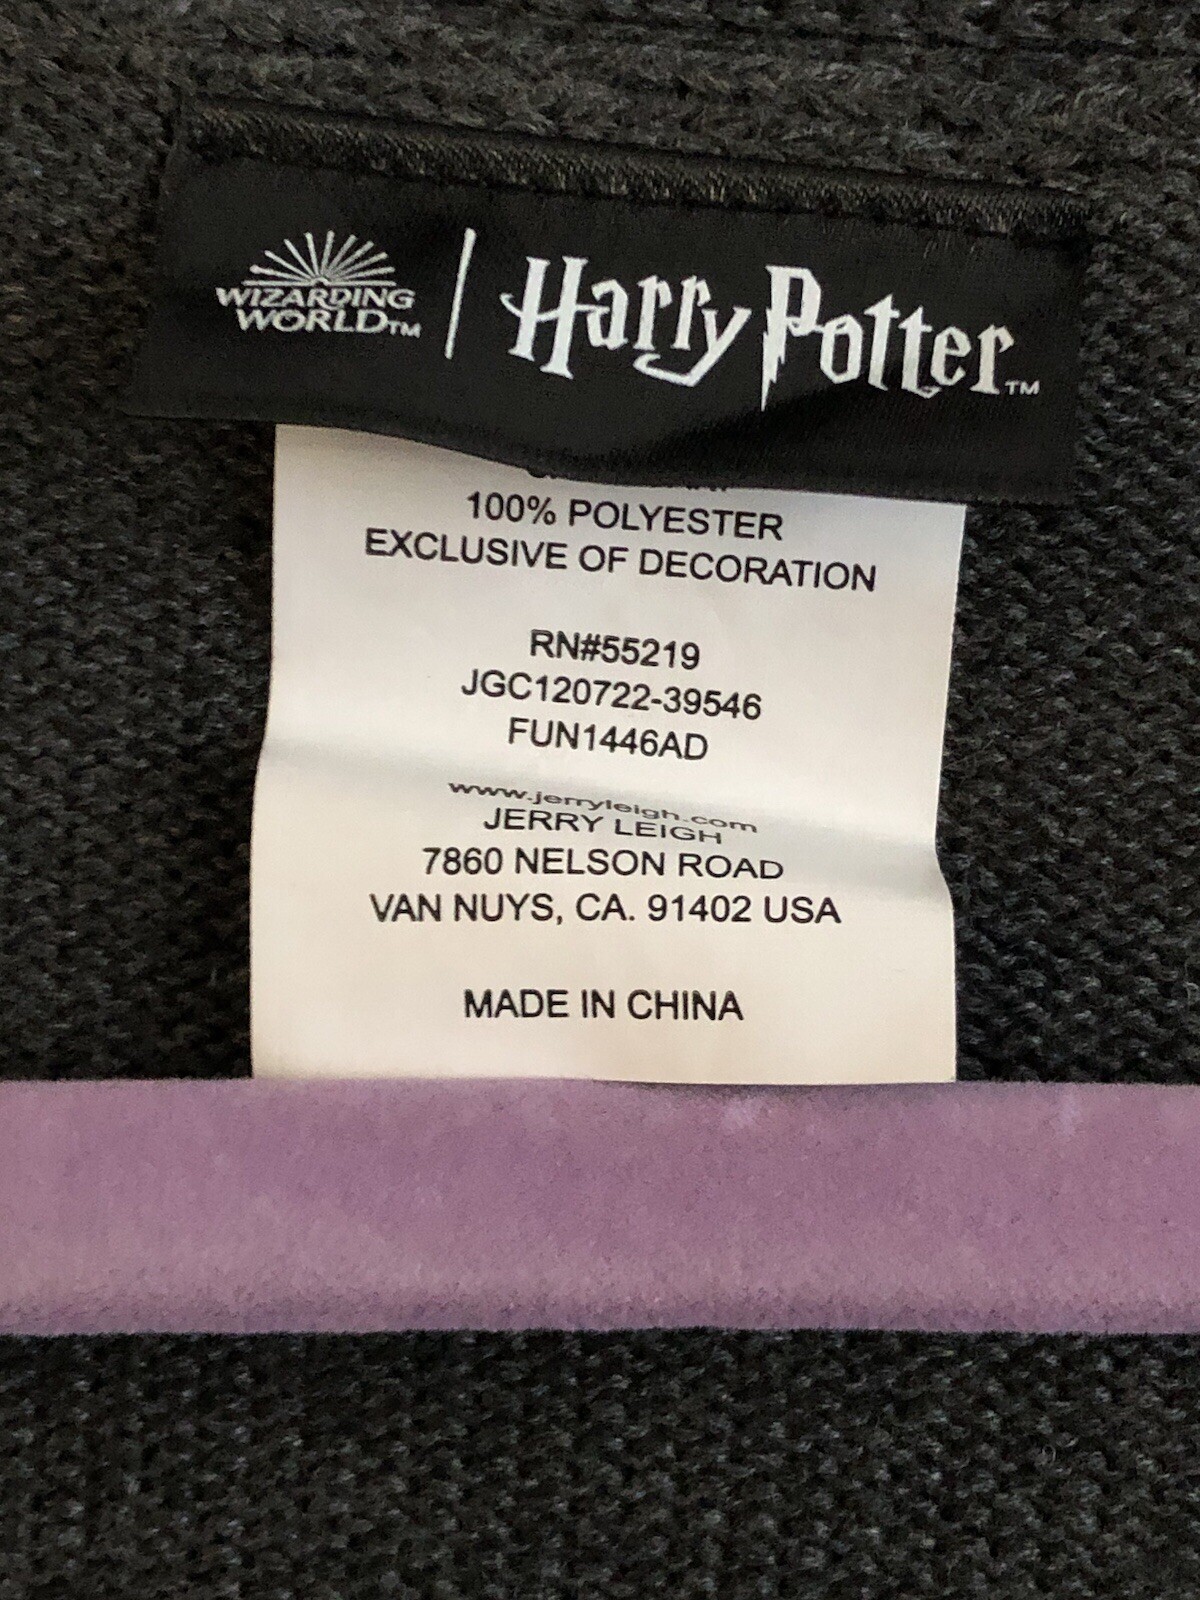 WIZARDING
WORLD™
Harry Potter™
100% POLYESTER
EXCLUSIVE OF DECORATION
RN#55219
JGC120722-39546
FUN1446AD
www.jerryleigh.com
JERRY LEIGH
7860 NELSON ROAD
VAN NUYS, CA. 91402 USA
MADE IN CHINA